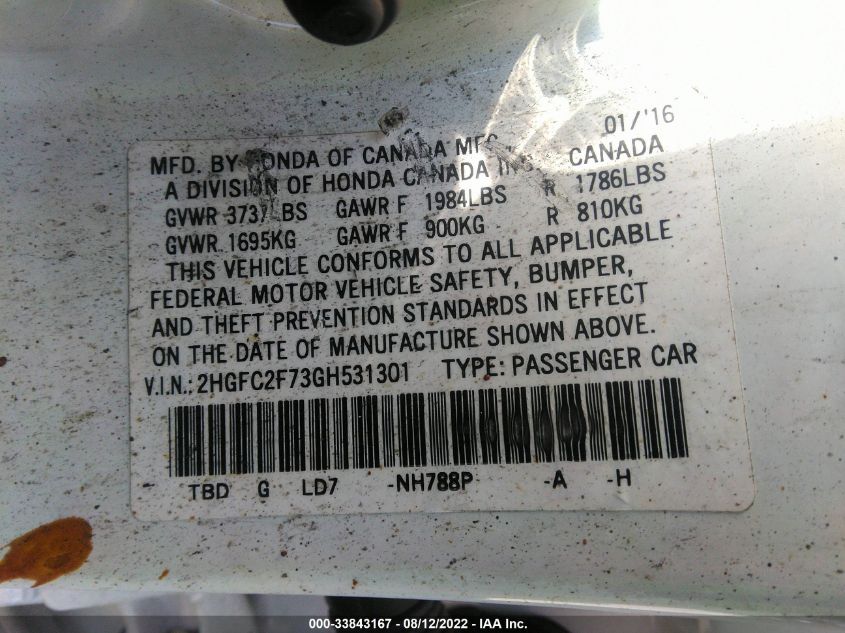 01/'16
MFD. BY HONDA OF CANADA MFG.,
A DIVISION OF HONDA CANADA INC., CANADA
GVWR 3737LBS GAWR F 1984LBS R 1786LBS
GVWR 1695KG GAWR F 900KG R 810KG
THIS VEHICLE CONFORMS TO ALL APPLICABLE
FEDERAL MOTOR VEHICLE SAFETY, BUMPER,
AND THEFT PREVENTION STANDARDS IN EFFECT
ON THE DATE OF MANUFACTURE SHOWN ABOVE.
V.I.N.: 2HGFC2F73GH531301 TYPE: PASSENGER CAR
TBD G LD7 -NH788P -A -H
000-33843167 - 08/12/2022 - IAA Inc.